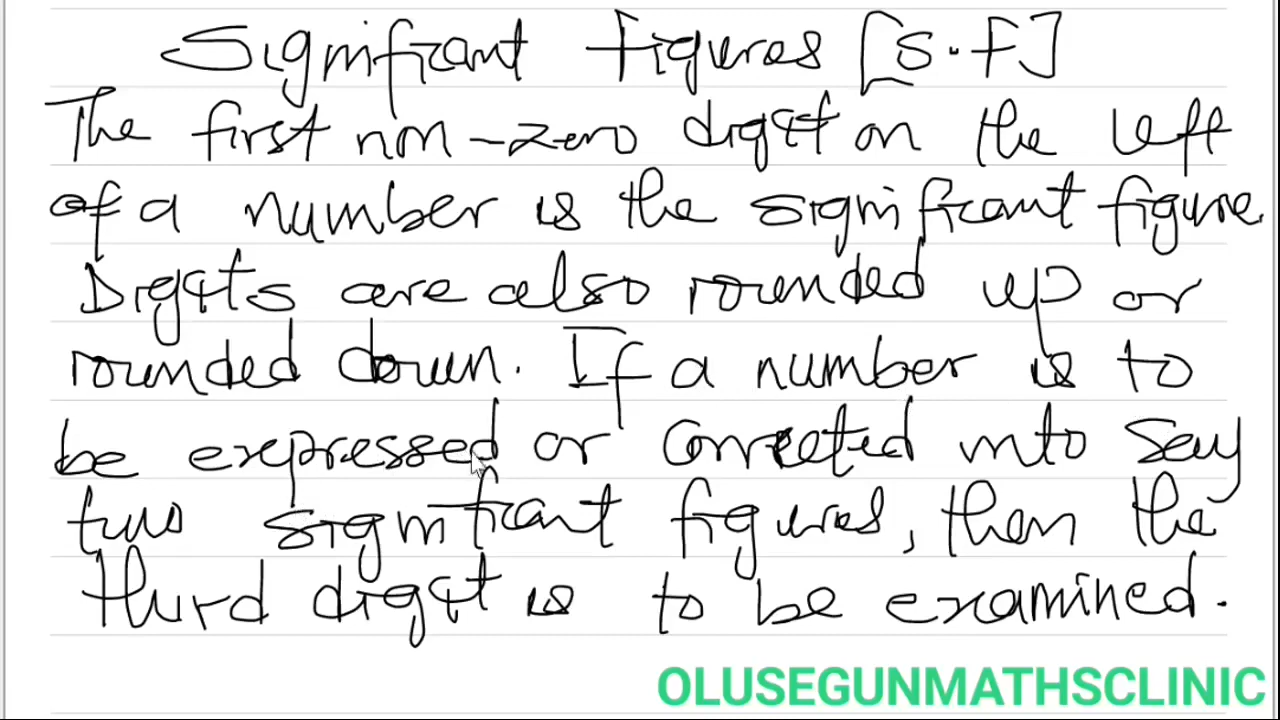 Significant Figures [S.F]
The first non-zero digit on the left
of a number is the significant figure.
Digits are also rounded up or
rounded down. If a number is to
be expressed or corrected into say
two significant figures, then the
third digit is to be examined.
OLUSEGUNMATHSCLINIC